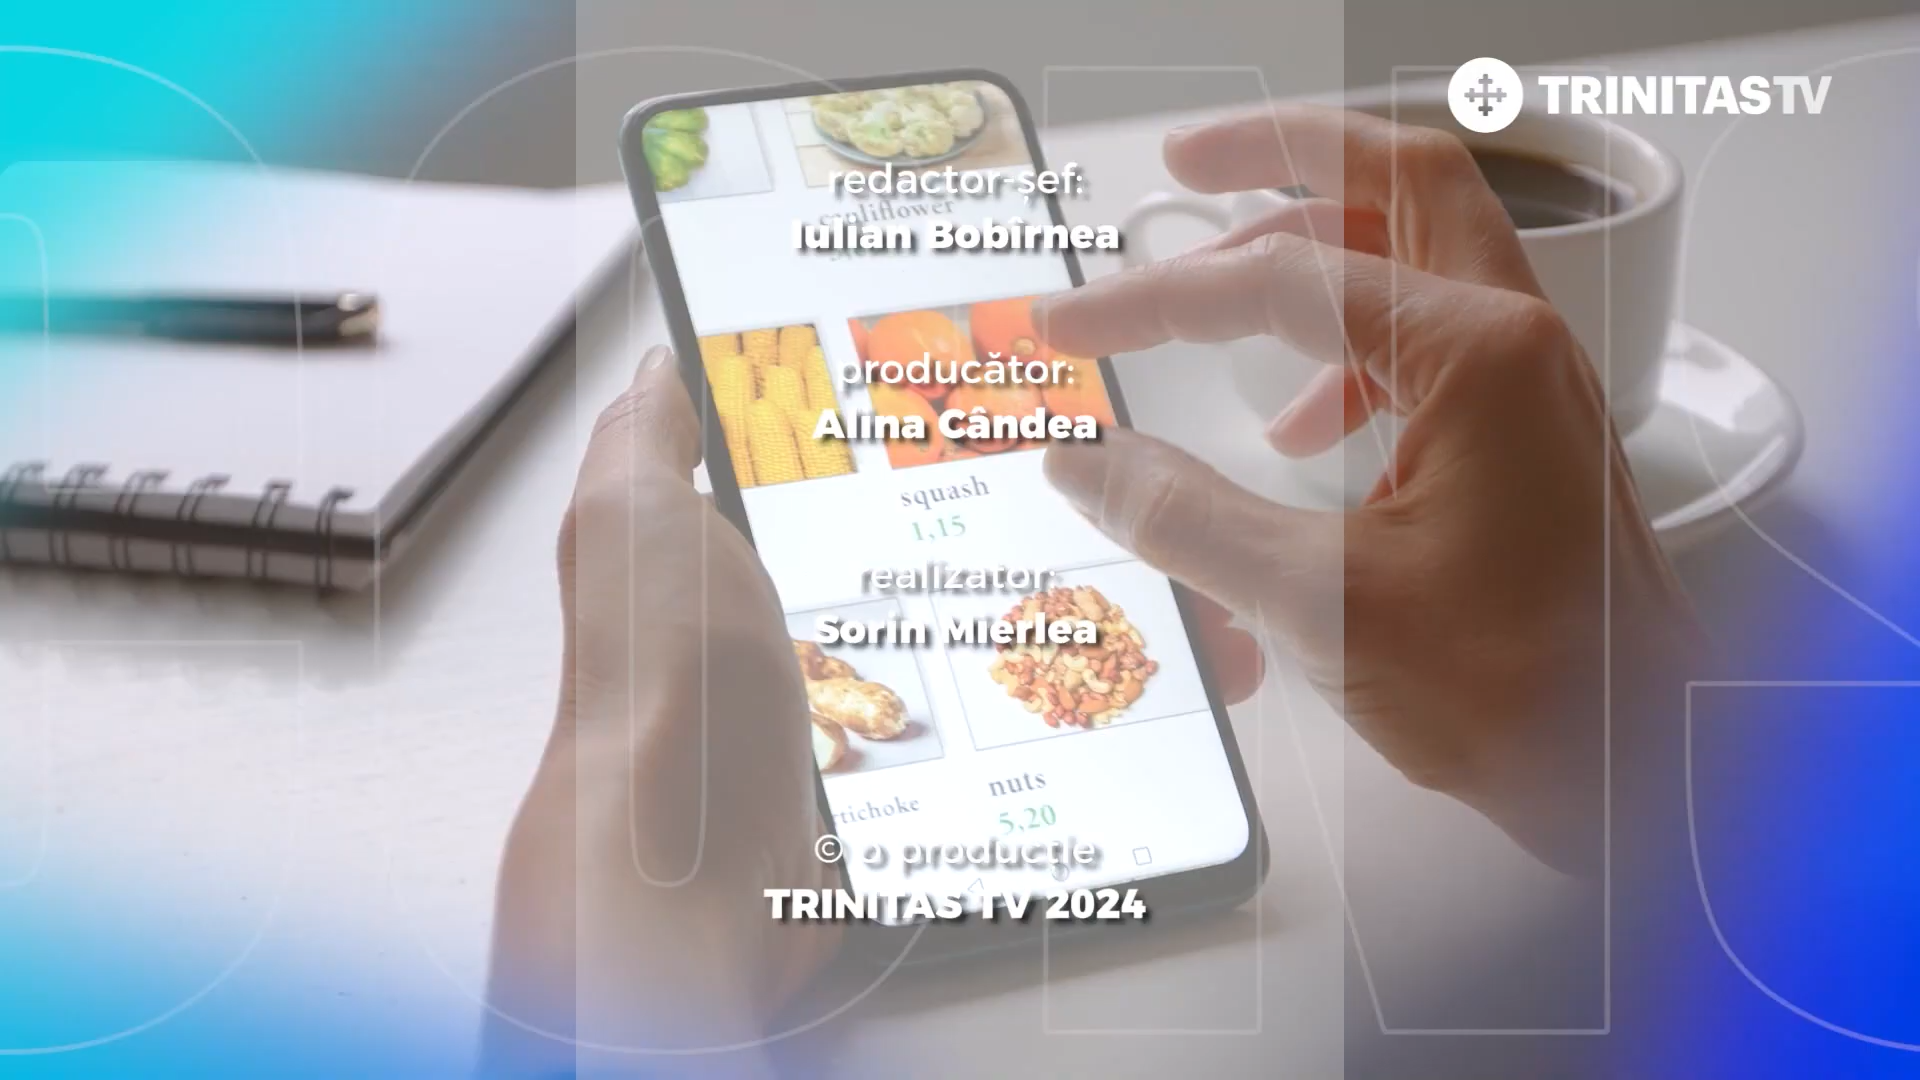 TRINITASTV
redactor-șef:
cauliflower
Iulian Bobîrnea
producător:
Alina Cândea
squash
1,15
realizator:
Sorin Mierlea
nuts
5,20
tichoke
© o producție
TRINITAS TV 2024